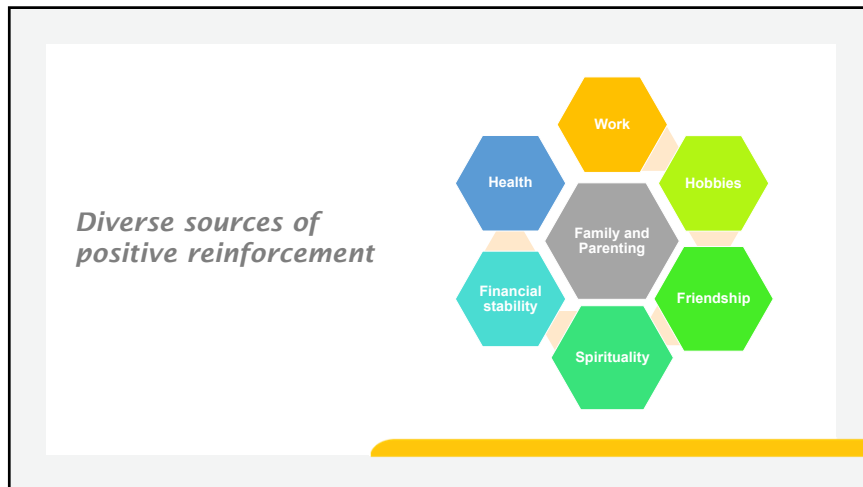 Diverse sources of
positive reinforcement
Work
Hobbies
Friendship
Spirituality
Financial
stability
Health
Family and
Parenting